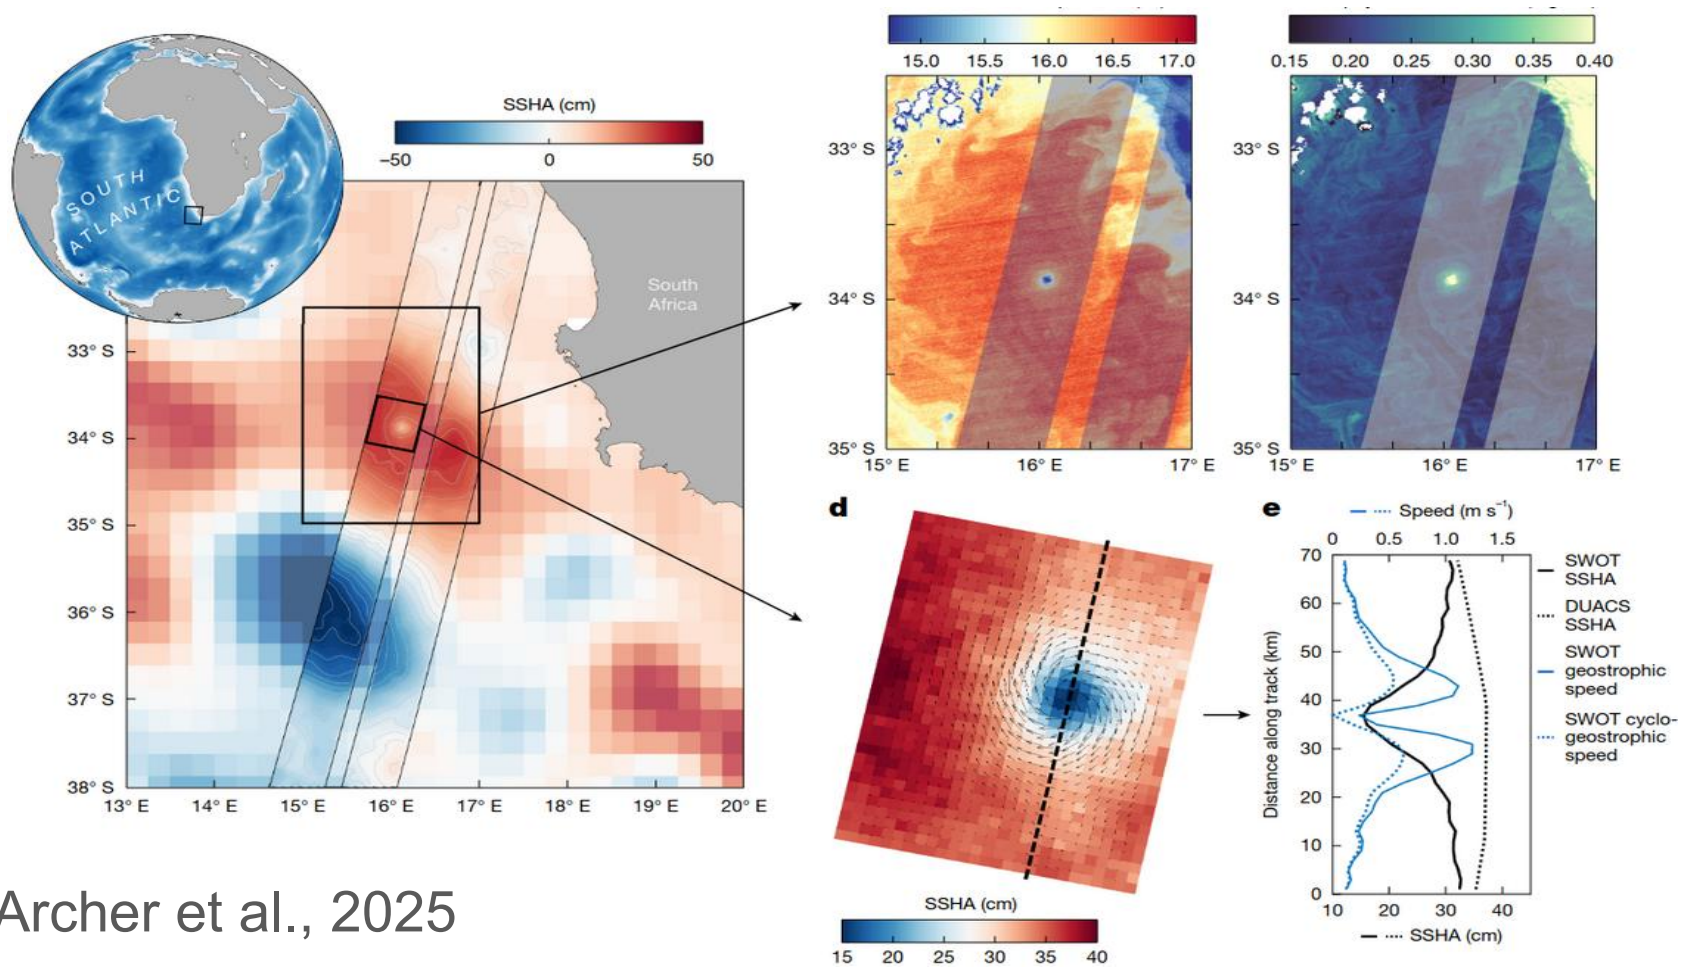 SOUTH
ATLANTIC
SSHA (cm)
−50 0 50
South
Africa
33° S
34° S
35° S
36° S
37° S
38° S
13° E 14° E 15° E 16° E 17° E 18° E 19° E 20° E
15.0 15.5 16.0 16.5 17.0
33° S
34° S
35° S
15° E 16° E 17° E
0.15 0.20 0.25 0.30 0.35 0.40
33° S
34° S
35° S
15° E 16° E 17° E
d
SSHA (cm)
15 20 25 30 35 40
e
Speed (m s⁻¹)
0 0.5 1.0 1.5
Distance along track (km)
70
60
50
40
30
20
10
0
10 20 30 40
SSHA (cm)
SWOT
SSHA
DUACS
SSHA
SWOT
geostrophic
speed
SWOT cyclo-
geostrophic
speed
Archer et al., 2025